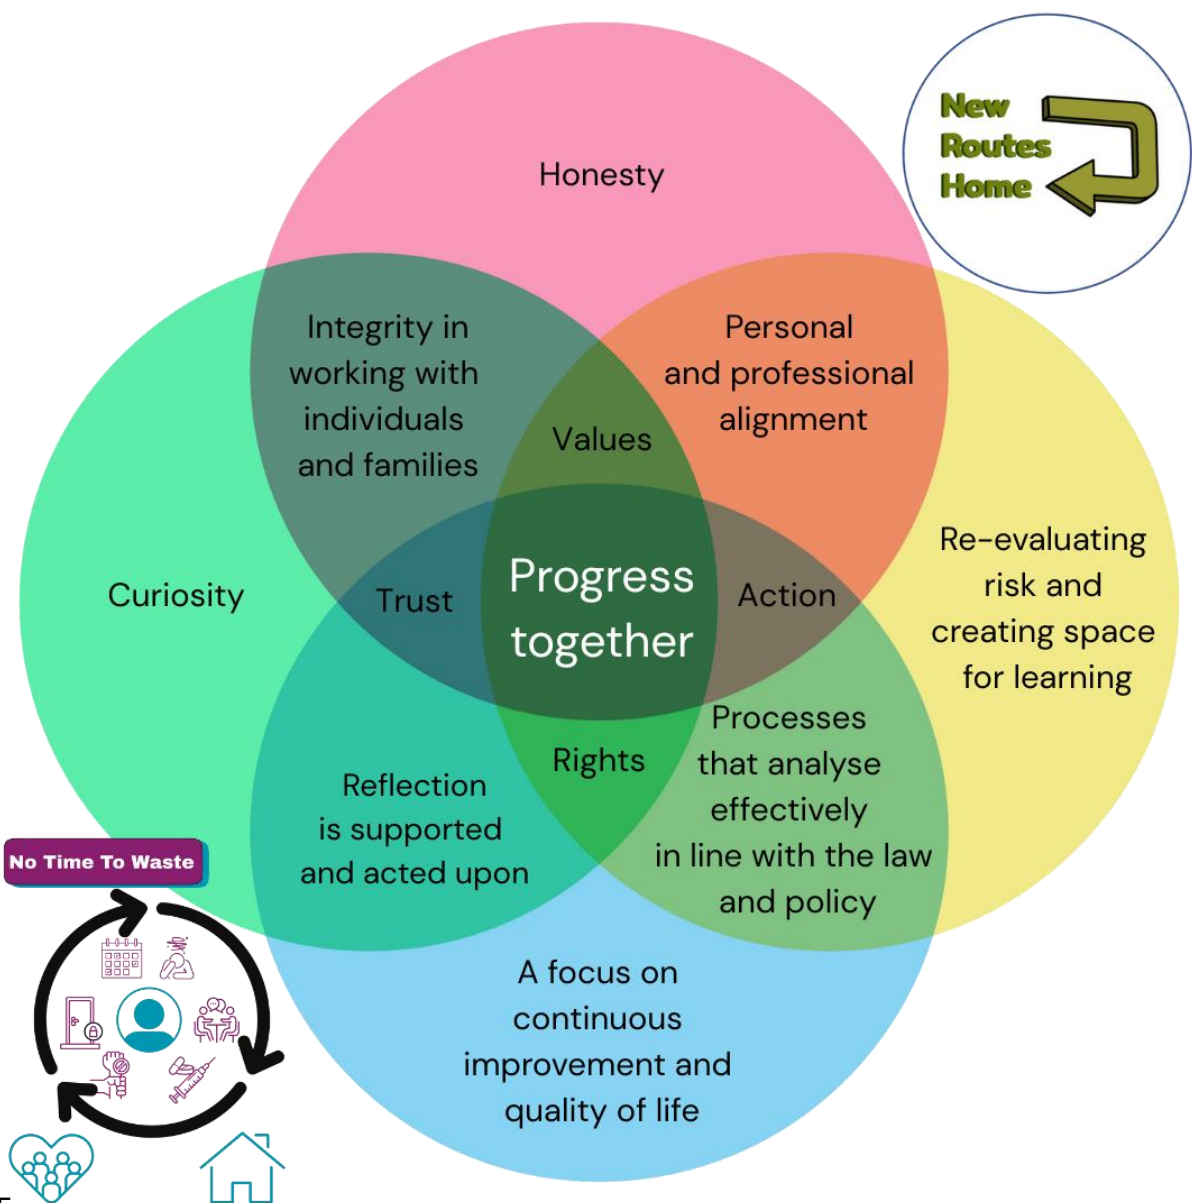 Honesty
New
Routes
Home
Integrity in
working with
individuals
and families
Values
Personal
and professional
alignment
Curiosity
Trust
Progress
together
Action
Re-evaluating
risk and
creating space
for learning
Reflection
is supported
and acted upon
Rights
Processes
that analyse
effectively
in line with the law
and policy
No Time To Waste
A focus on
continuous
improvement and
quality of life